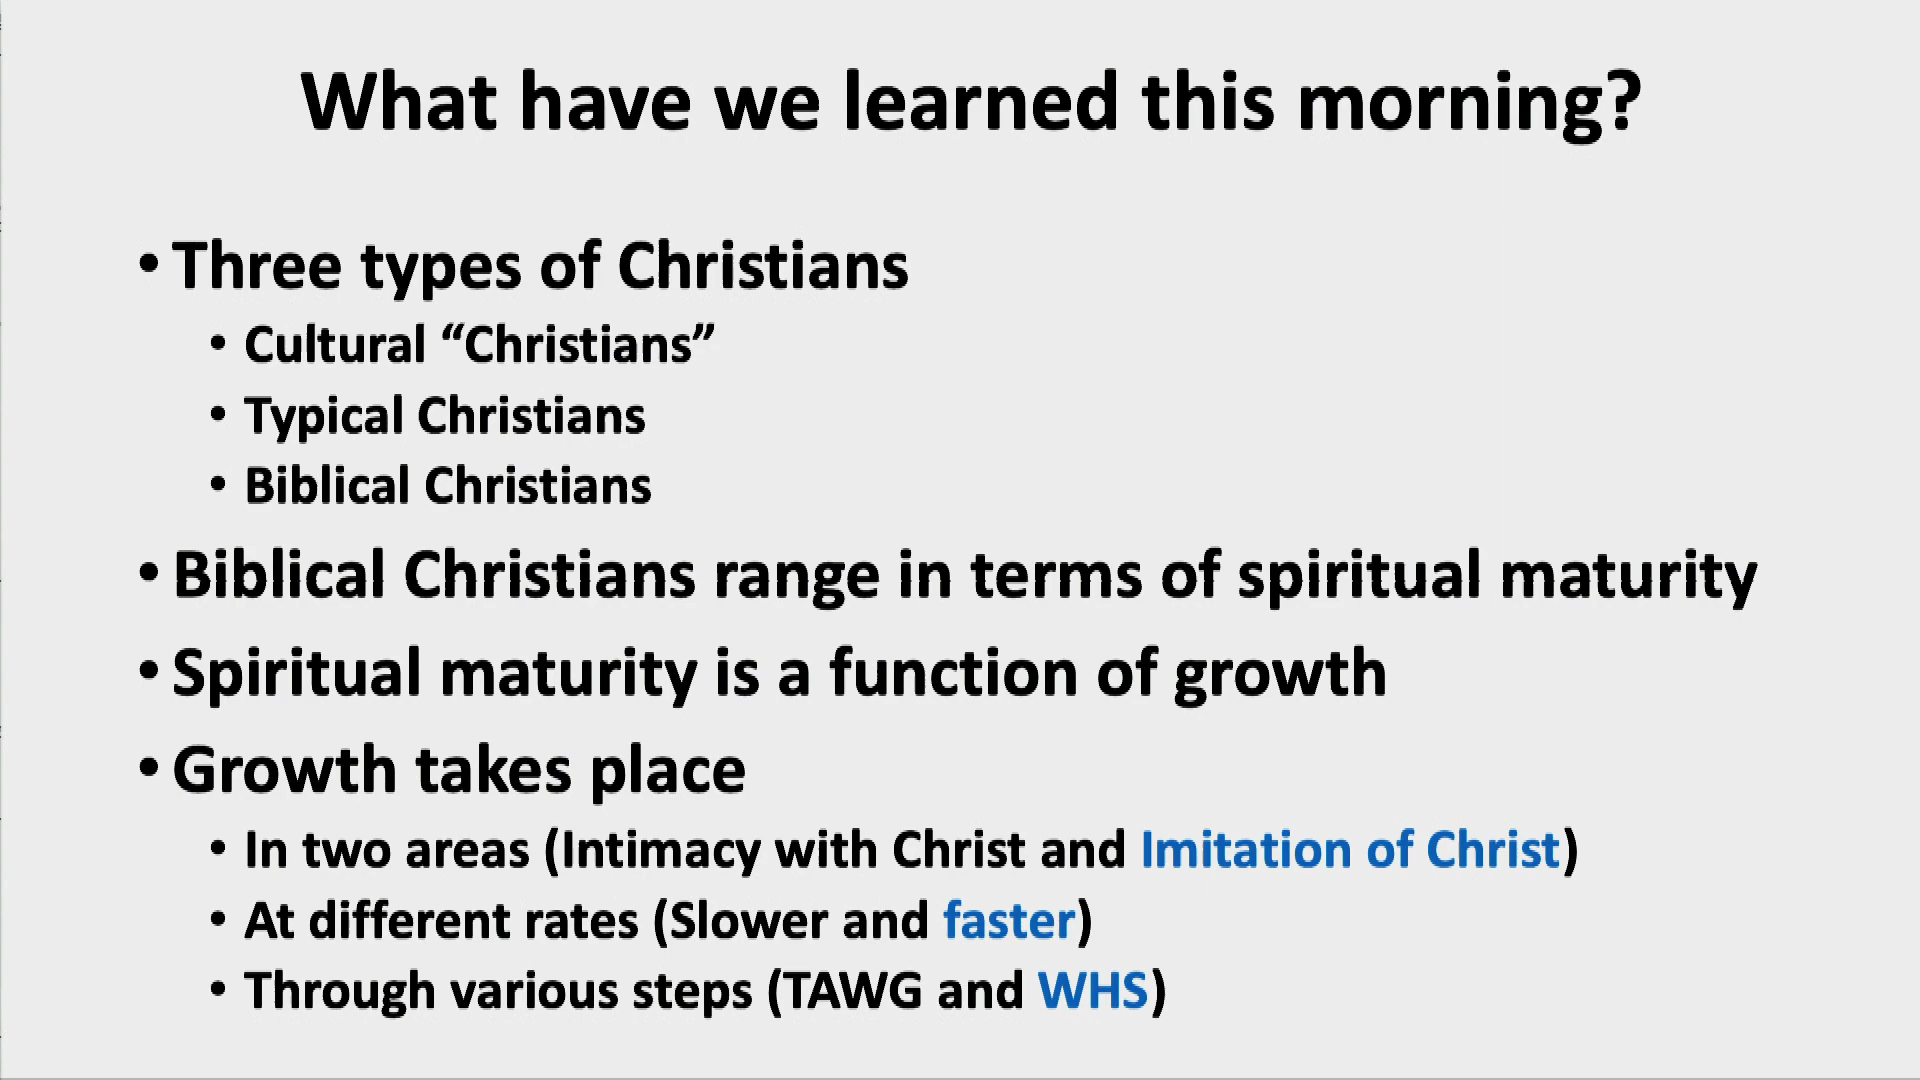 What have we learned this morning?
• Three types of Christians
• Cultural “Christians”
• Typical Christians
• Biblical Christians
• Biblical Christians range in terms of spiritual maturity
• Spiritual maturity is a function of growth
• Growth takes place
• In two areas (Intimacy with Christ and Imitation of Christ)
• At different rates (Slower and faster)
• Through various steps (TAWG and WHS)